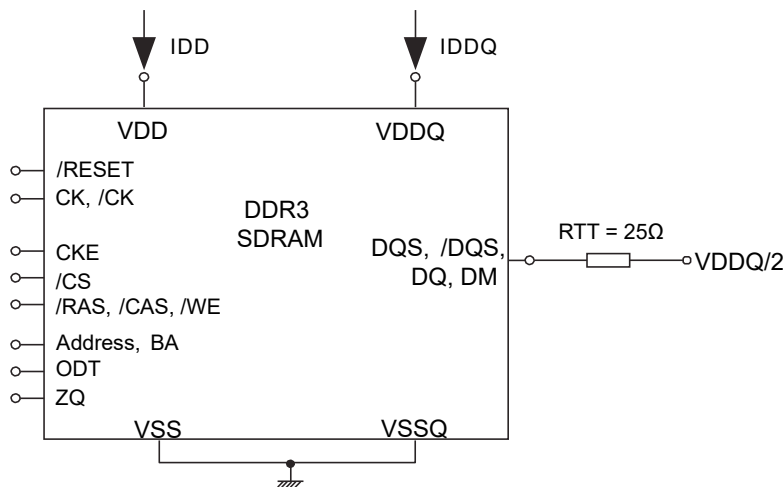 IDD
IDDQ
VDD
VDDQ
/RESET
CK, /CK
DDR3
SDRAM
CKE
/CS
/RAS, /CAS, /WE
Address, BA
ODT
ZQ
DQS, /DQS,
DQ, DM
RTT = 25Ω
VDDQ/2
VSS
VSSQ